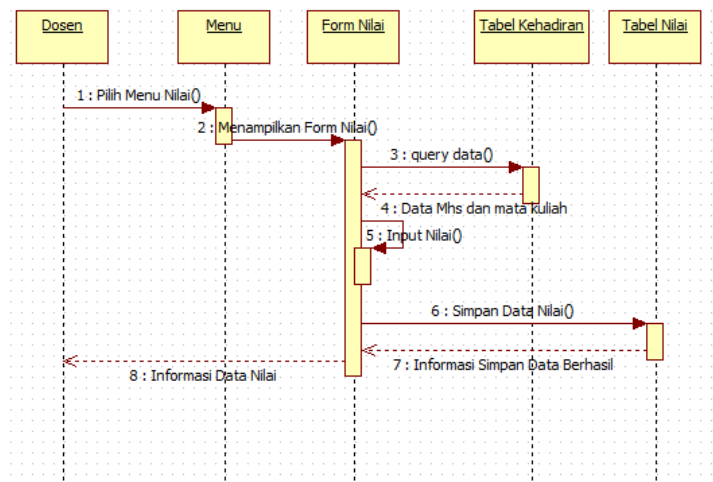 Dosen
Menu
Form Nilai
Tabel Kehadiran
Tabel Nilai
1 : Pilih Menu Nilai()
2 : Menampilkan Form Nilai()
3 : query data()
4 : Data Mhs dan mata kuliah
5 : Input Nilai()
6 : Simpan Data Nilai()
7 : Informasi Simpan Data Berhasil
8 : Informasi Data Nilai